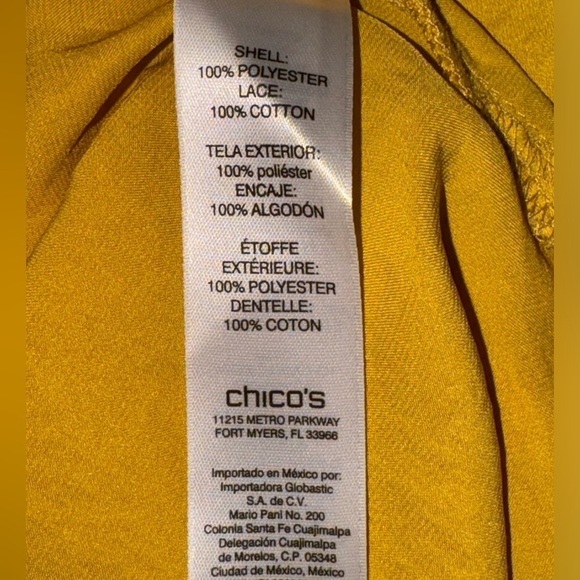 SHELL:
100% POLYESTER
LACE:
100% COTTON
TELA EXTERIOR:
100% poliéster
ENCAJE:
100% ALGODÓN
ÉTOFFE
EXTÉRIEURE:
100% POLYESTER
DENTELLE:
100% COTON
chico's
11215 METRO PARKWAY
FORT MYERS, FL 33966
Importado en México por:
Importadora Globastic
S.A. de C.V.
Mario Pani No. 200
Colonia Santa Fe Cuajimalpa
Delegación Cuajimalpa
de Morelos, C.P. 05348
Ciudad de México, México